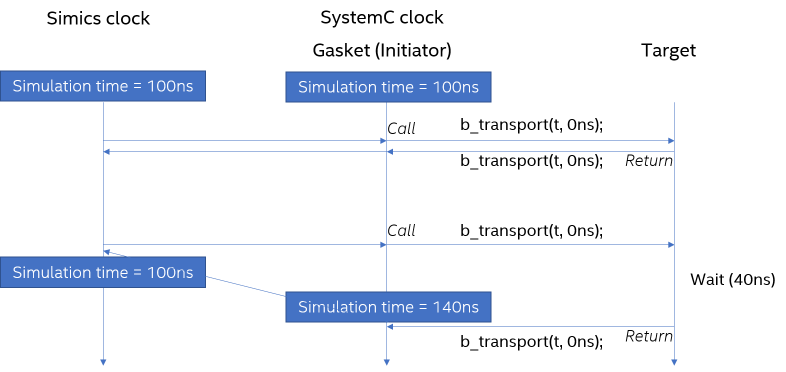 Simics clock
SystemC clock
Gasket (Initiator)
Target
Simulation time = 100ns
Simulation time = 100ns
Call
b_transport(t, 0ns);
b_transport(t, 0ns);
Return
Call
b_transport(t, 0ns);
Simulation time = 100ns
Wait (40ns)
Simulation time = 140ns
b_transport(t, 0ns);
Return